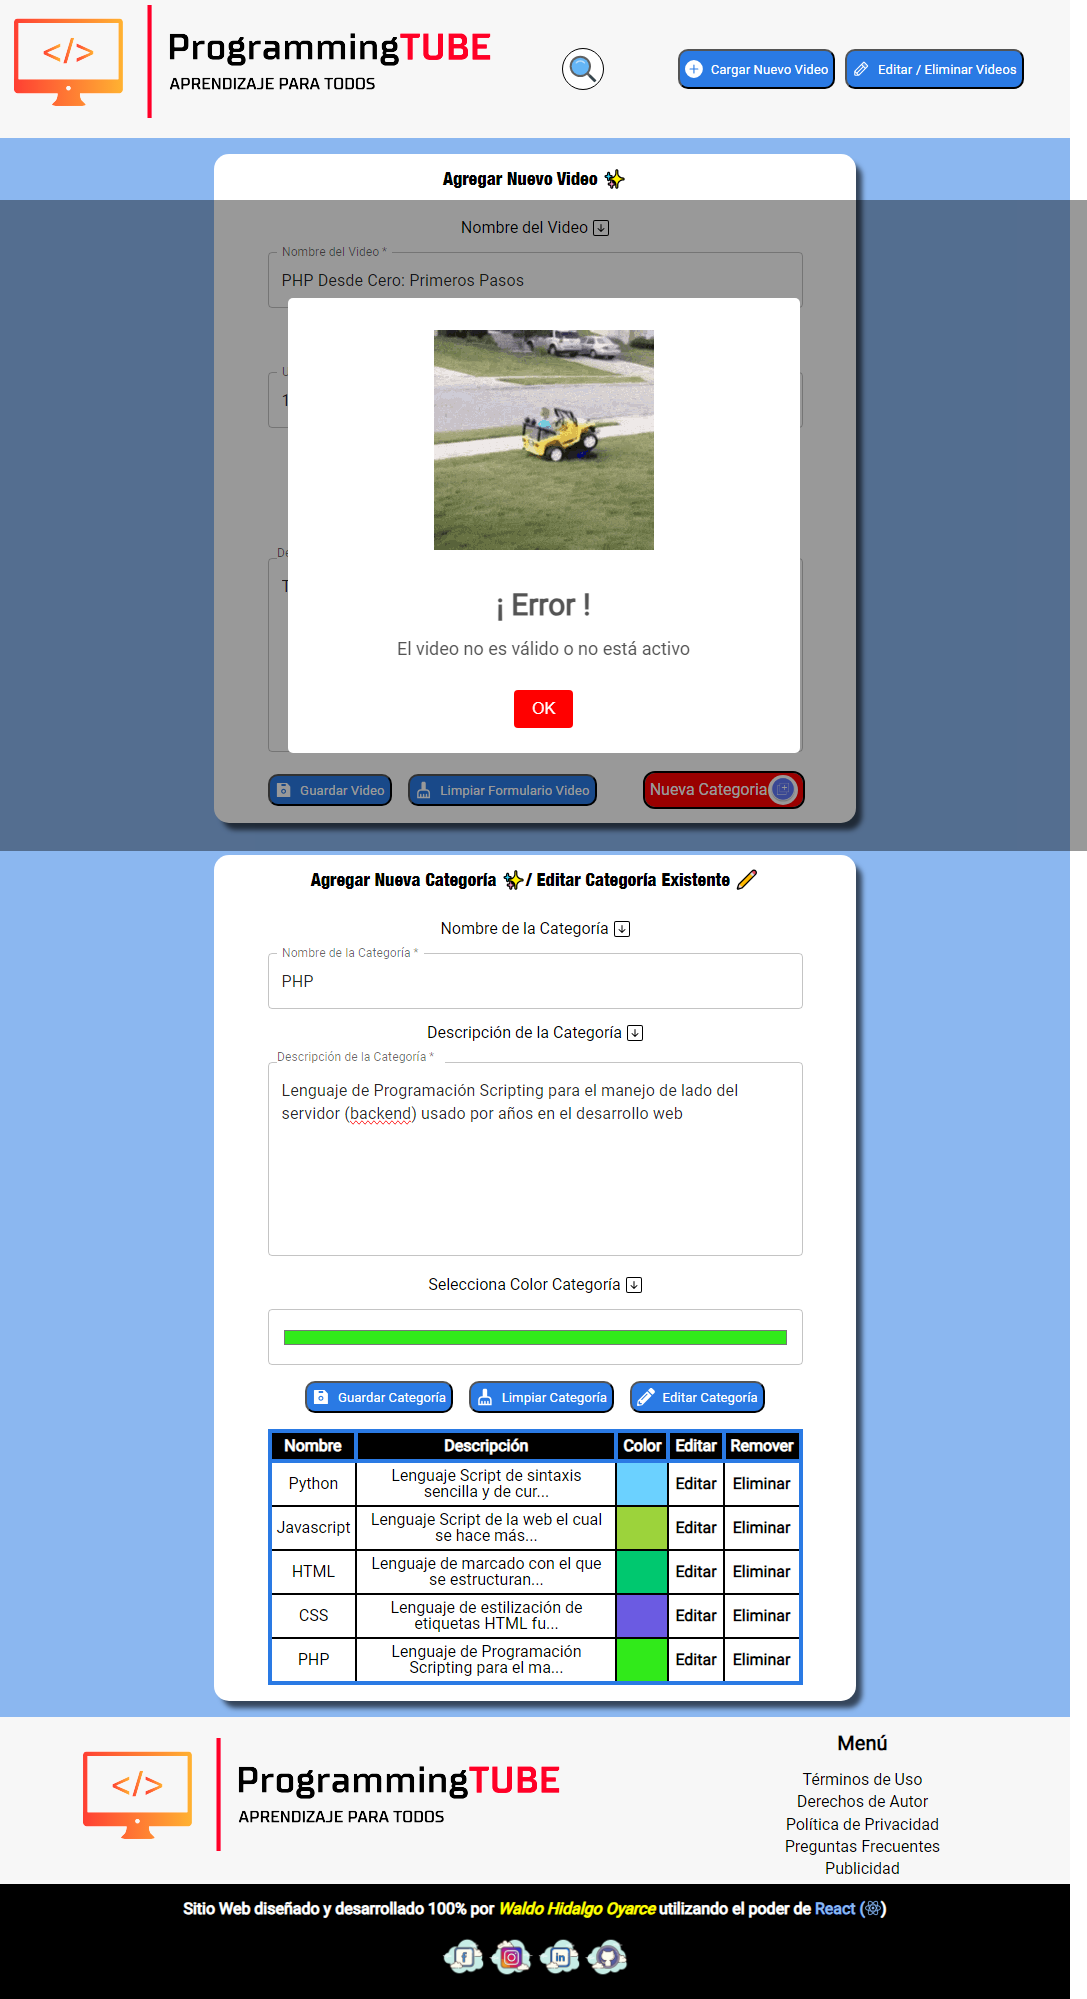 </>
ProgrammingTUBE
APRENDIZAJE PARA TODOS
Cargar Nuevo Video
Editar / Eliminar Videos
Agregar Nuevo Video
Nombre del Video
Nombre del Video *
PHP Desde Cero: Primeros Pasos
U
1
De
T
¡ Error !
El video no es válido o no está activo
OK
Guardar Video
Limpiar Formulario Video
Nueva Categoria
Agregar Nueva Categoría / Editar Categoría Existente
Nombre de la Categoría
Nombre de la Categoría *
PHP
Descripción de la Categoría
Descripción de la Categoría *
Lenguaje de Programación Scripting para el manejo de lado del
servidor (backend) usado por años en el desarrollo web
Selecciona Color Categoría
Guardar Categoría
Limpiar Categoría
Editar Categoría
Nombre Descripción Color Editar Remover
Python Lenguaje Script de sintaxis sencilla y de cur... Editar Eliminar
Javascript Lenguaje Script de la web el cual se hace más... Editar Eliminar
HTML Lenguaje de marcado con el que se estructuran... Editar Eliminar
CSS Lenguaje de estilización de etiquetas HTML fu... Editar Eliminar
PHP Lenguaje de Programación Scripting para el ma... Editar Eliminar
</>
ProgrammingTUBE
APRENDIZAJE PARA TODOS
Menú
Términos de Uso
Derechos de Autor
Política de Privacidad
Preguntas Frecuentes
Publicidad
Sitio Web diseñado y desarrollado 100% por Waldo Hidalgo Oyarce utilizando el poder de React ()
f
in